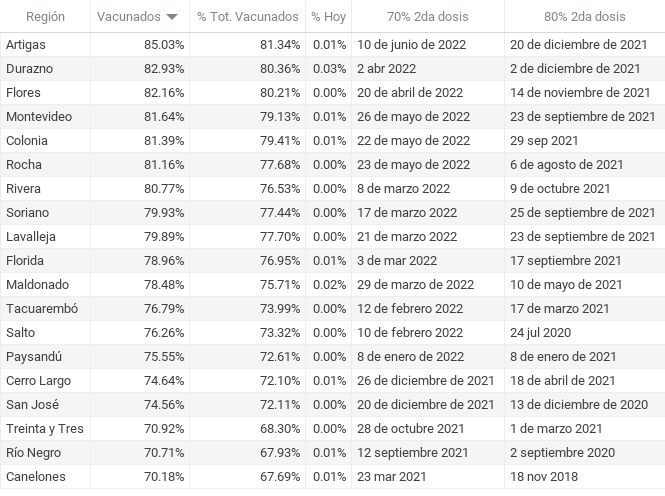 Región Vacunados % Tot. Vacunados % Hoy 70% 2da dosis 80% 2da dosis
Artigas 85.03% 81.34% 0.01% 10 de junio de 2022 20 de diciembre de 2021
Durazno 82.93% 80.36% 0.03% 2 abr 2022 2 de diciembre de 2021
Flores 82.16% 80.21% 0.00% 20 de abril de 2022 14 de noviembre de 2021
Montevideo 81.64% 79.13% 0.01% 26 de mayo de 2022 23 de septiembre de 2021
Colonia 81.39% 79.41% 0.01% 22 de mayo de 2022 29 sep 2021
Rocha 81.16% 77.68% 0.00% 23 de mayo de 2022 6 de agosto de 2021
Rivera 80.77% 76.53% 0.00% 8 de marzo 2022 9 de octubre 2021
Soriano 79.93% 77.44% 0.00% 17 de marzo 2022 25 de septiembre de 2021
Lavalleja 79.89% 77.70% 0.00% 21 de marzo 2022 23 de septiembre de 2021
Florida 78.96% 76.95% 0.01% 3 de mar 2022 17 septiembre 2021
Maldonado 78.48% 75.71% 0.02% 29 de marzo de 2022 10 de mayo de 2021
Tacuarembó 76.79% 73.99% 0.00% 12 de febrero 2022 17 de marzo 2021
Salto 76.26% 73.32% 0.00% 10 de febrero 2022 24 jul 2020
Paysandú 75.55% 72.61% 0.00% 8 de enero de 2022 8 de enero de 2021
Cerro Largo 74.64% 72.10% 0.01% 26 de diciembre de 2021 18 de abril de 2021
San José 74.56% 72.11% 0.00% 20 de diciembre de 2021 13 de diciembre de 2020
Treinta y Tres 70.92% 68.30% 0.00% 28 de octubre 2021 1 de marzo de 2021
Río Negro 70.71% 67.93% 0.01% 12 septiembre 2021 2 septiembre 2020
Canelones 70.18% 67.69% 0.01% 23 mar 2021 18 nov 2018